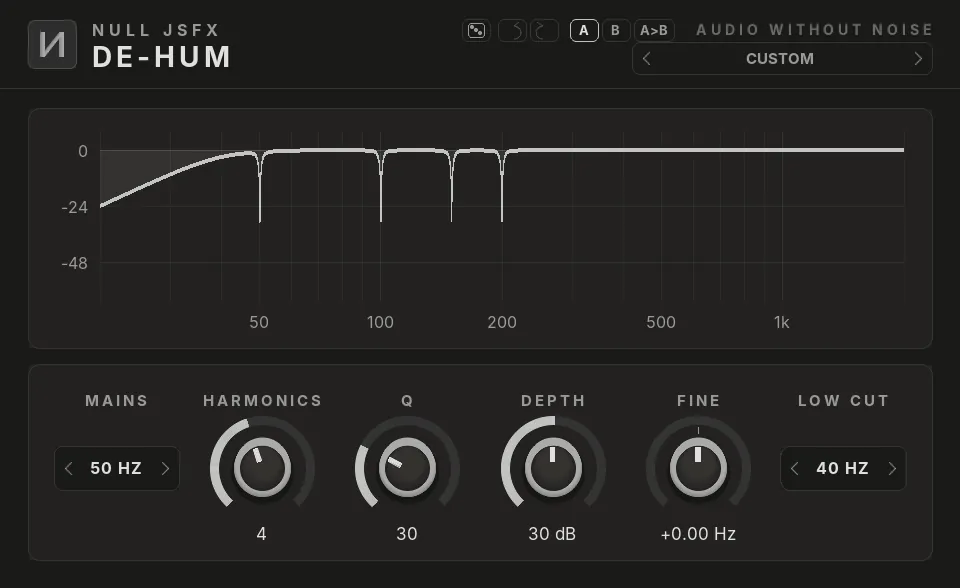 NULL JSFX
DE-HUM
A B A>B AUDIO WITHOUT NOISE
CUSTOM
0
-24
-48
50 100 200 500 1k
MAINS HARMONICS Q DEPTH FINE LOW CUT
50 HZ 40 HZ
4 30 30 dB +0.00 Hz